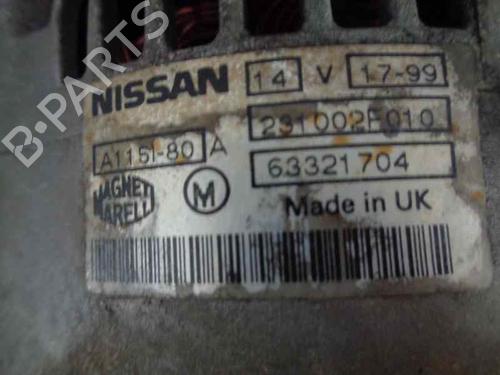 B-PARTS
NISSAN 14 V 17-99
231002F010
A115I-80 A
63321704
MAGNETI
MARELLI
M
Made in UK